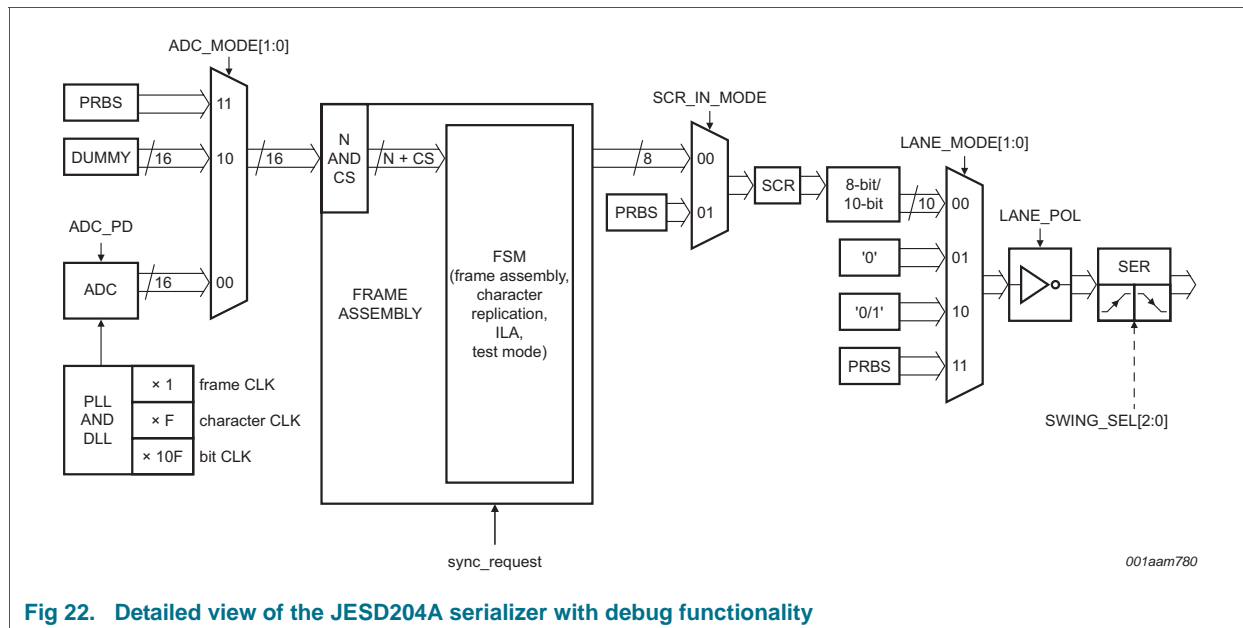 ADC_MODE[1:0]
PRBS
11
DUMMY
16
10
16
ADC_PD
ADC
16
00
PLL
AND
DLL
× 1
frame CLK
× F
character CLK
× 10F
bit CLK
N
AND
CS
N + CS
FRAME
ASSEMBLY
FSM
(frame assembly,
character
replication,
ILA,
test mode)
sync_request
8
SCR_IN_MODE
00
PRBS
01
SCR
8-bit/
10-bit
10
LANE_MODE[1:0]
00
'0'
01
'0/1'
10
PRBS
11
LANE_POL
SER
SWING_SEL[2:0]
001aam780
Fig 22. Detailed view of the JESD204A serializer with debug functionality